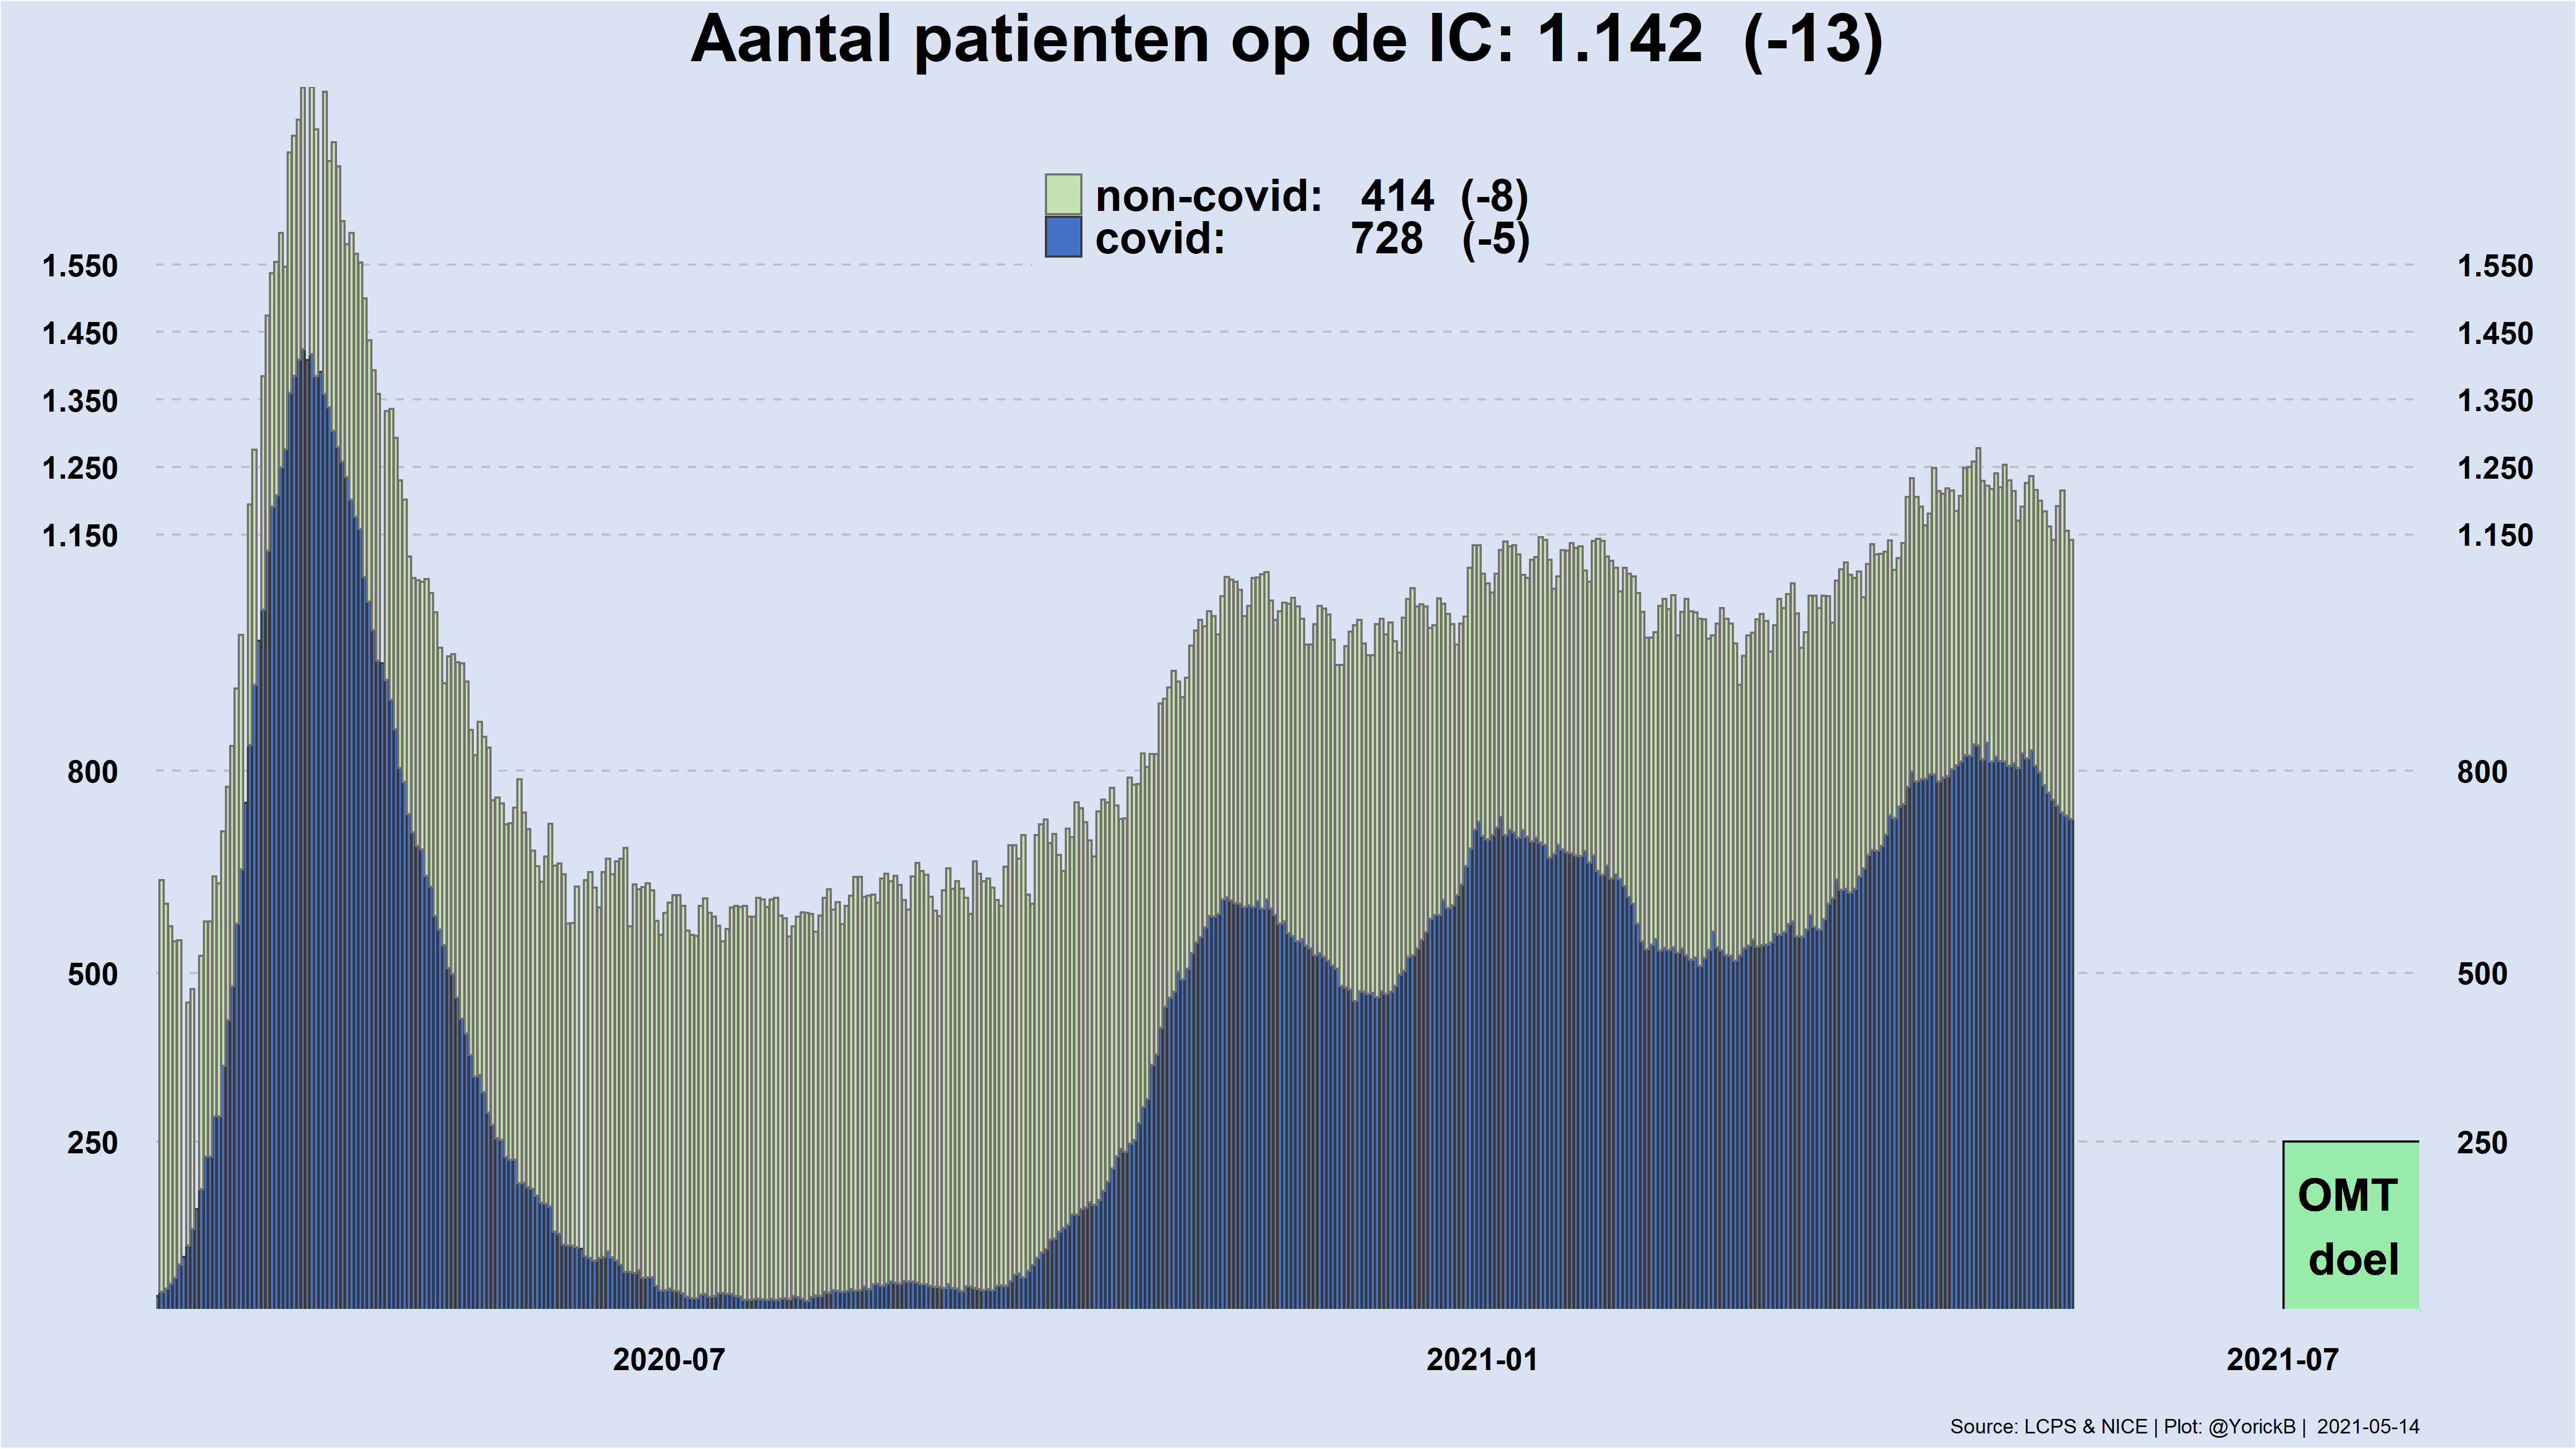 Aantal patienten op de IC: 1.142 (-13)
non-covid: 414 (-8)
covid: 728 (-5)
1.550 1.550
1.450 1.450
1.350 1.350
1.250 1.250
1.150 1.150
800 800
500 500
250 250
OMT
doel
2020-07 2021-01 2021-07
Source: LCPS & NICE | Plot: @YorickB | 2021-05-14